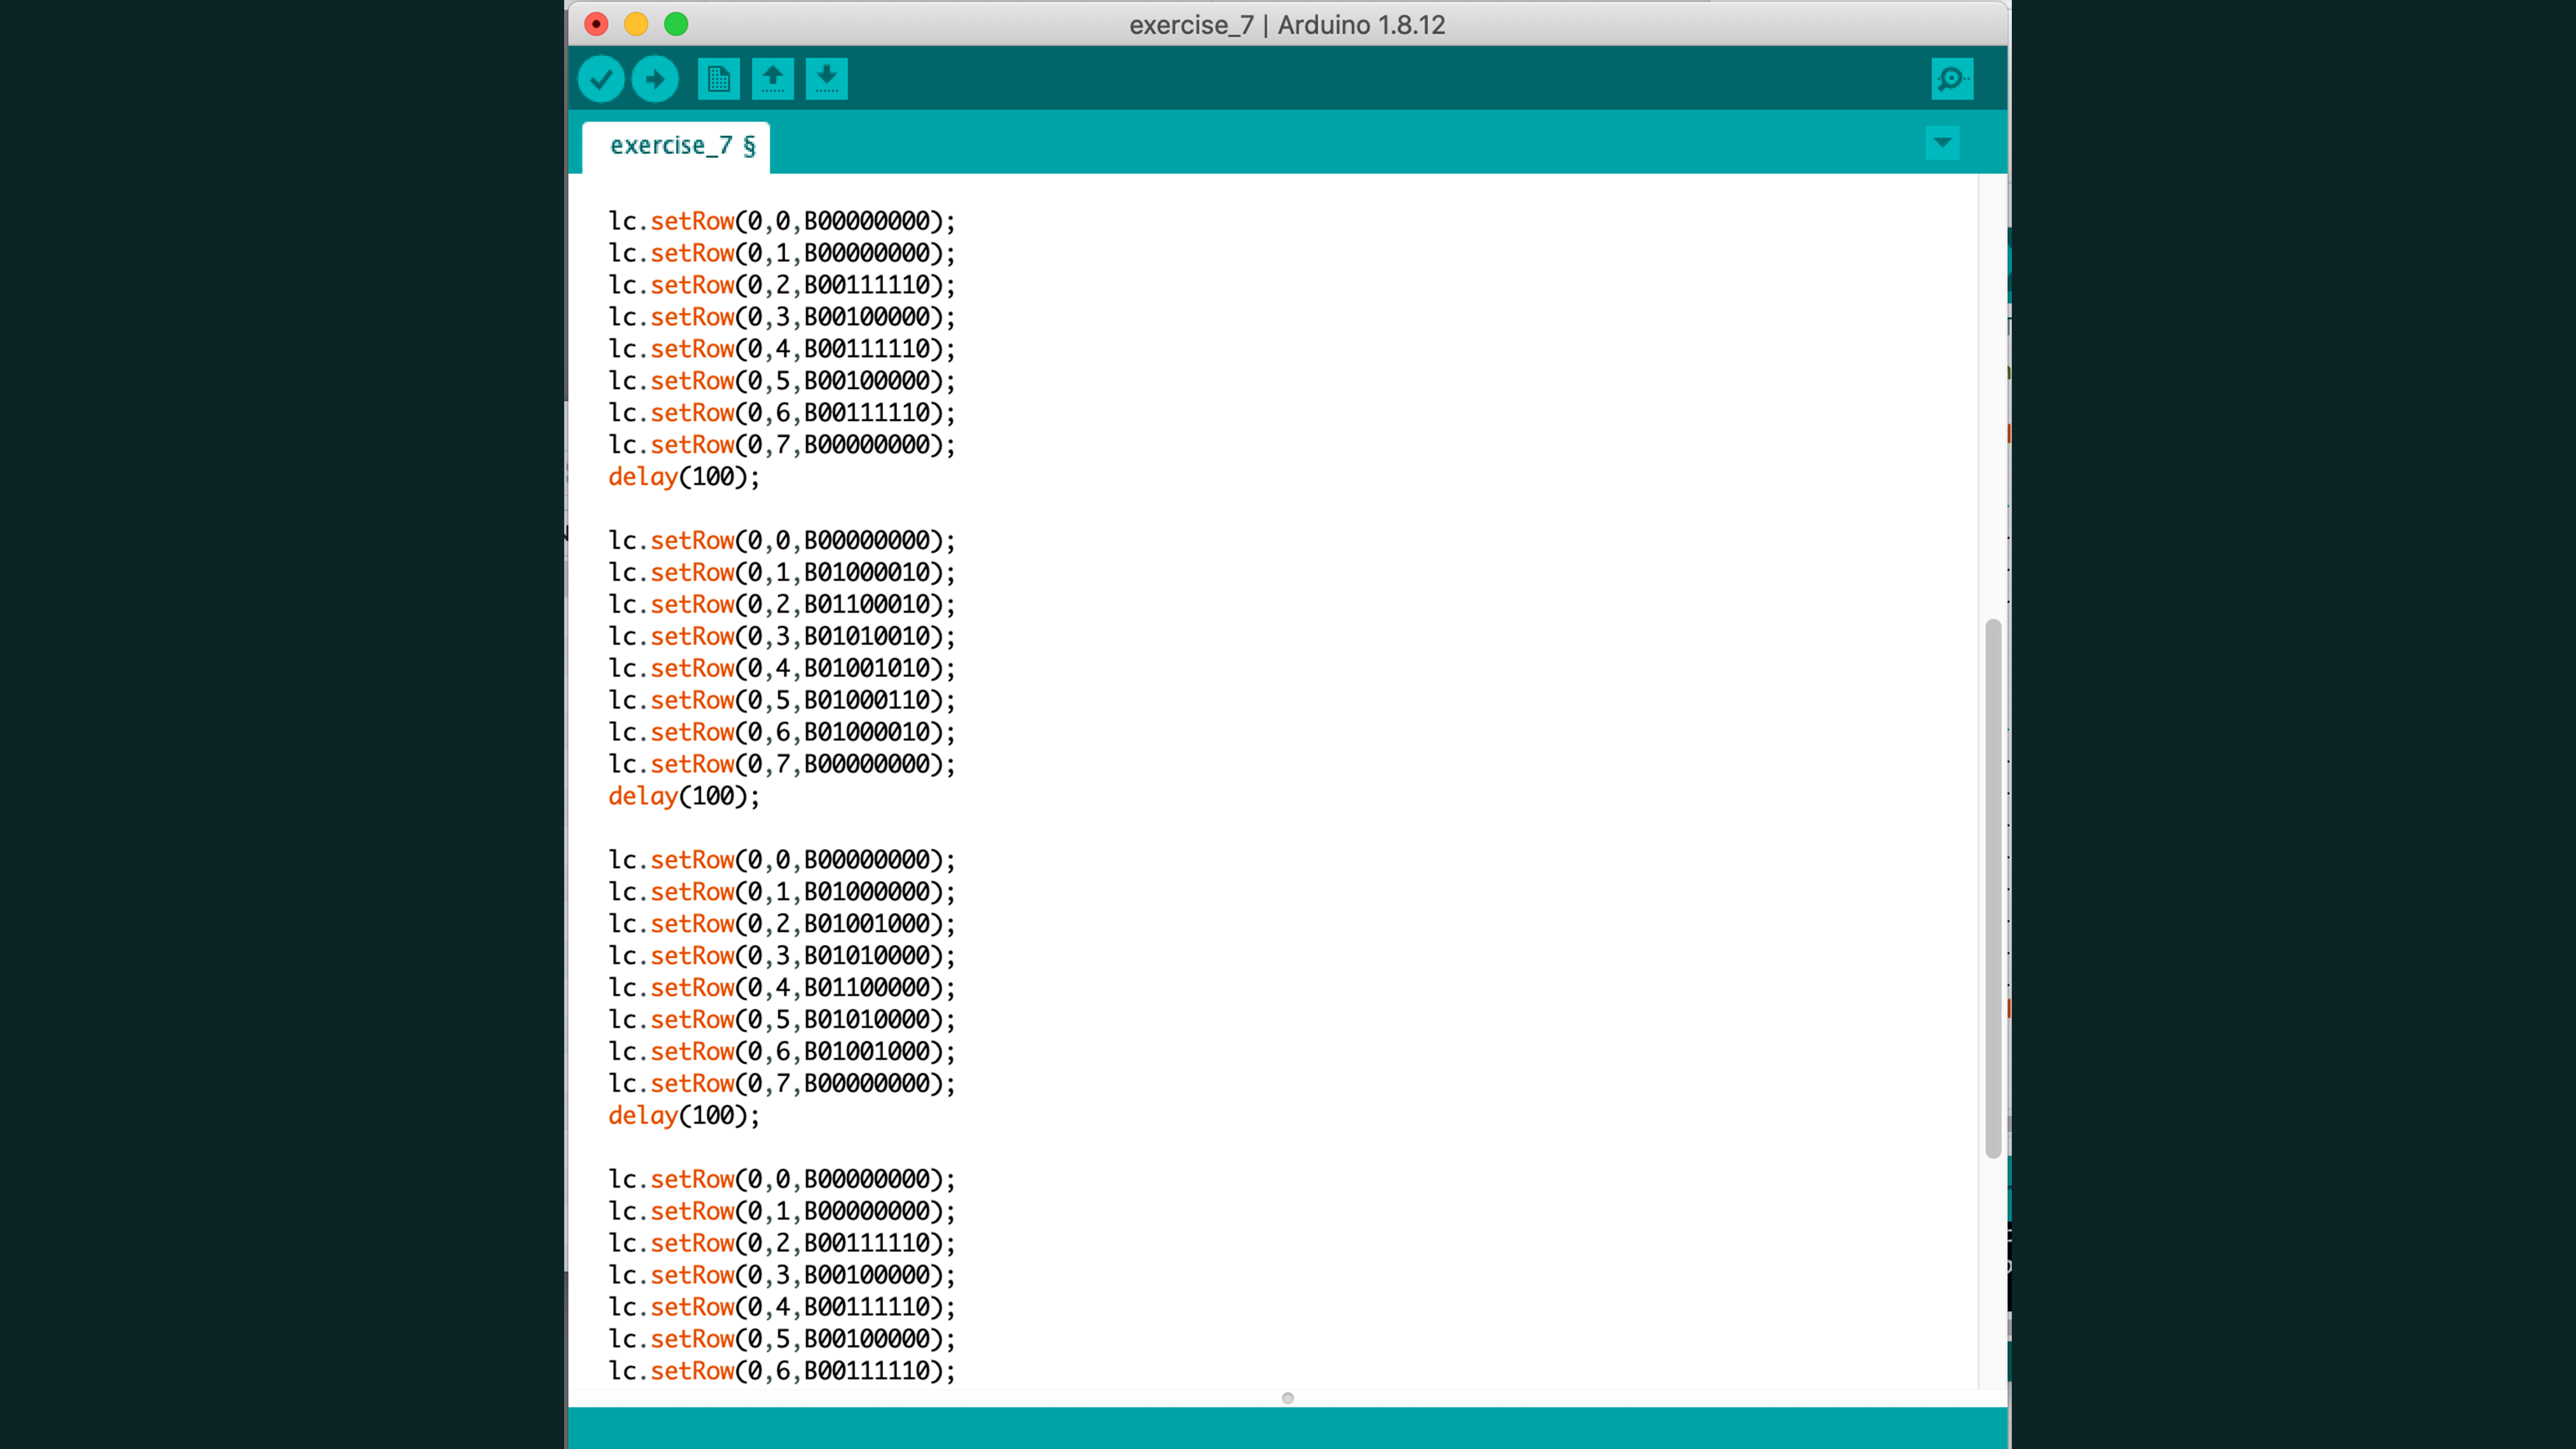 exercise_7 | Arduino 1.8.12
exercise_7 §
lc.setRow(0,0,B00000000);
lc.setRow(0,1,B00000000);
lc.setRow(0,2,B00111110);
lc.setRow(0,3,B00100000);
lc.setRow(0,4,B00111110);
lc.setRow(0,5,B00100000);
lc.setRow(0,6,B00111110);
lc.setRow(0,7,B00000000);
delay(100);
lc.setRow(0,0,B00000000);
lc.setRow(0,1,B01000010);
lc.setRow(0,2,B01100010);
lc.setRow(0,3,B01010010);
lc.setRow(0,4,B01001010);
lc.setRow(0,5,B01000110);
lc.setRow(0,6,B01000010);
lc.setRow(0,7,B00000000);
delay(100);
lc.setRow(0,0,B00000000);
lc.setRow(0,1,B01000000);
lc.setRow(0,2,B01001000);
lc.setRow(0,3,B01010000);
lc.setRow(0,4,B01100000);
lc.setRow(0,5,B01010000);
lc.setRow(0,6,B01001000);
lc.setRow(0,7,B00000000);
delay(100);
lc.setRow(0,0,B00000000);
lc.setRow(0,1,B00000000);
lc.setRow(0,2,B00111110);
lc.setRow(0,3,B00100000);
lc.setRow(0,4,B00111110);
lc.setRow(0,5,B00100000);
lc.setRow(0,6,B00111110);